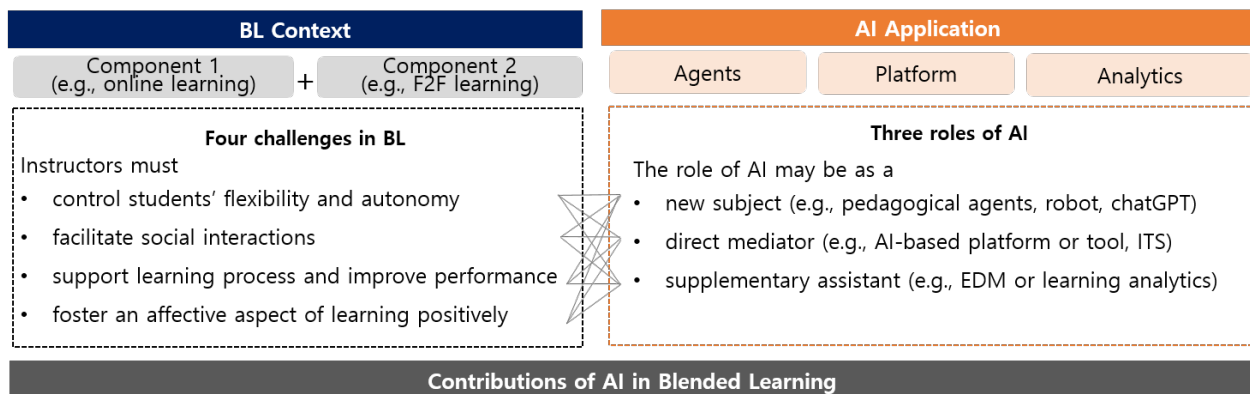 BL Context
Component 1
(e.g., online learning)
+
Component 2
(e.g., F2F learning)
Four challenges in BL
Instructors must
• control students’ flexibility and autonomy
• facilitate social interactions
• support learning process and improve performance
• foster an affective aspect of learning positively
AI Application
Agents
Platform
Analytics
Three roles of AI
The role of AI may be as a
• new subject (e.g., pedagogical agents, robot, chatGPT)
• direct mediator (e.g., AI-based platform or tool, ITS)
• supplementary assistant (e.g., EDM or learning analytics)
Contributions of AI in Blended Learning